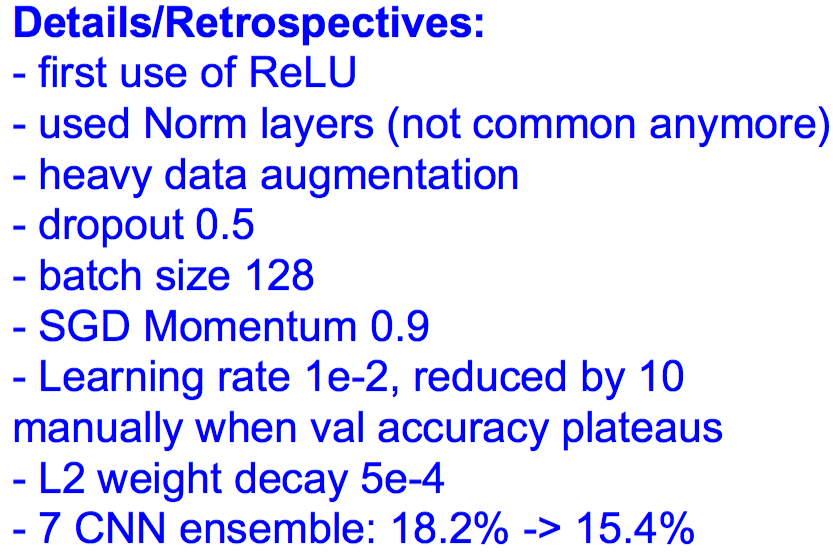 Details/Retrospectives:
- first use of ReLU
- used Norm layers (not common anymore)
- heavy data augmentation
- dropout 0.5
- batch size 128
- SGD Momentum 0.9
- Learning rate 1e-2, reduced by 10
manually when val accuracy plateaus
- L2 weight decay 5e-4
- 7 CNN ensemble: 18.2% -> 15.4%